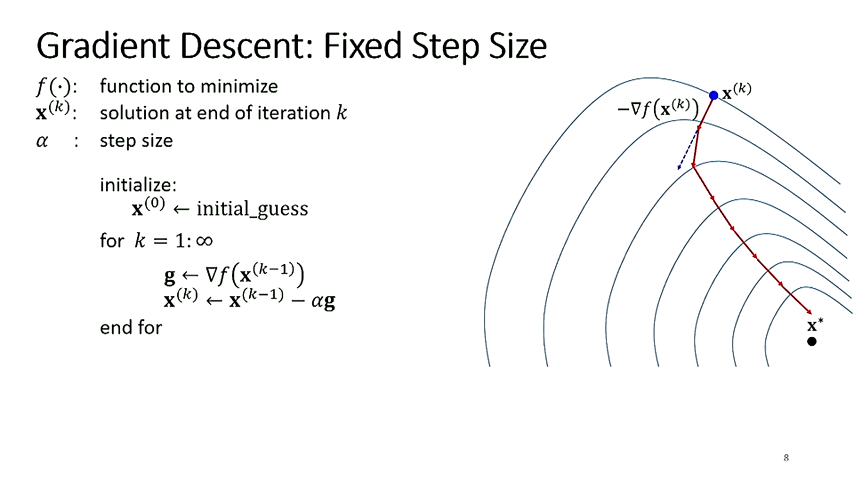 Gradient Descent: Fixed Step Size
f(·): function to minimize
x^(k): solution at end of iteration k
α : step size
initialize:
x^(0) ← initial_guess
for k = 1: ∞
g ← ∇f(x^(k−1))
x^(k) ← x^(k−1) − αg
end for
x^(k)
−∇f(x^(k))
x*
8